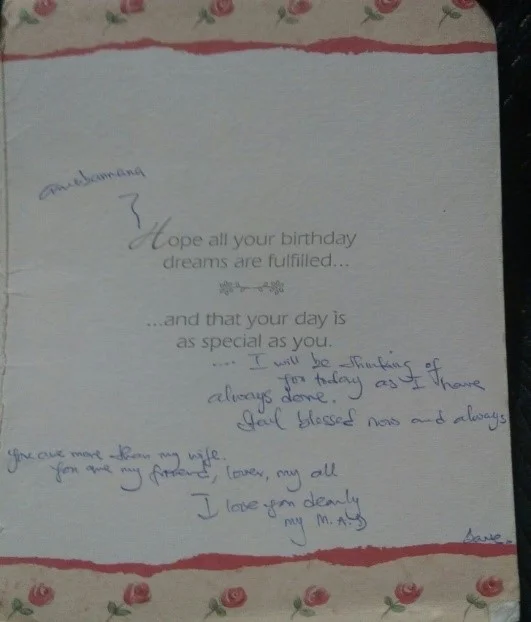 Hope all your birthday
dreams are fulfilled...
...and that your day is
as special as you.
.... I will be thinking of
you today as I have
always done.
blessed now and always
You are more than my wife.
You are my friend, lover, my all
I love you dearly
my M.A.D